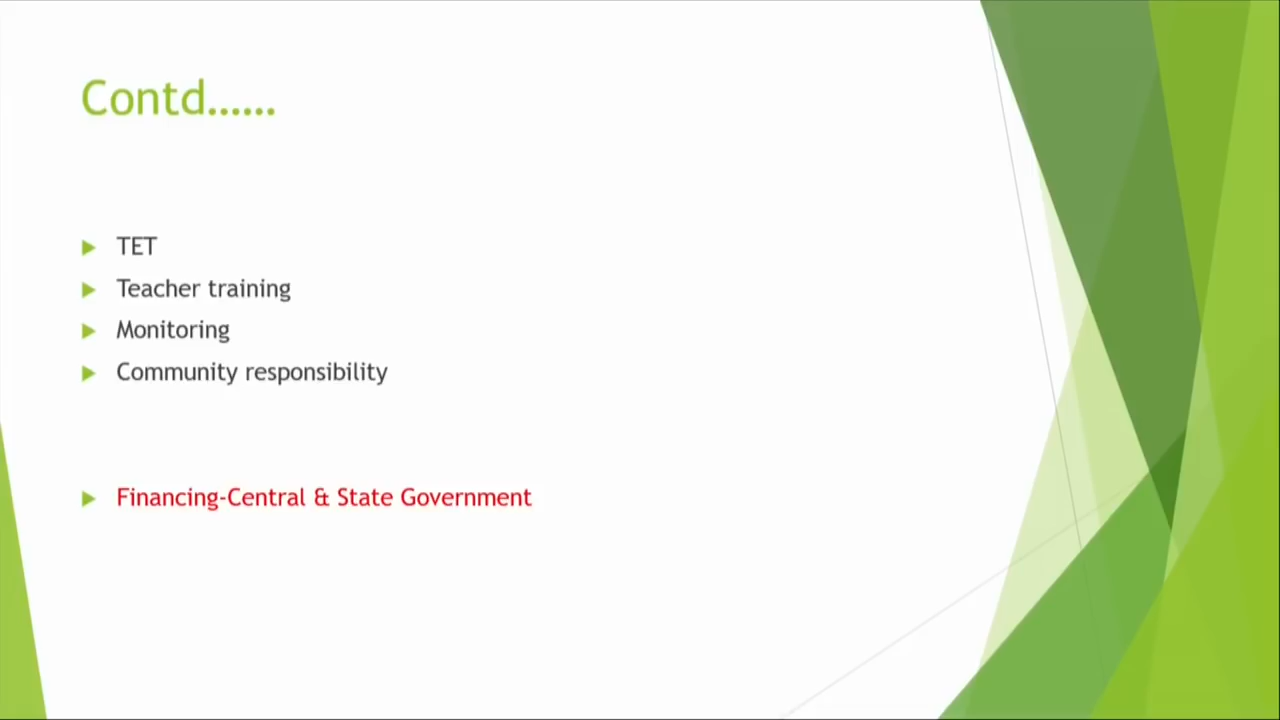 Contd......
TET
Teacher training
Monitoring
Community responsibility
Financing-Central & State Government